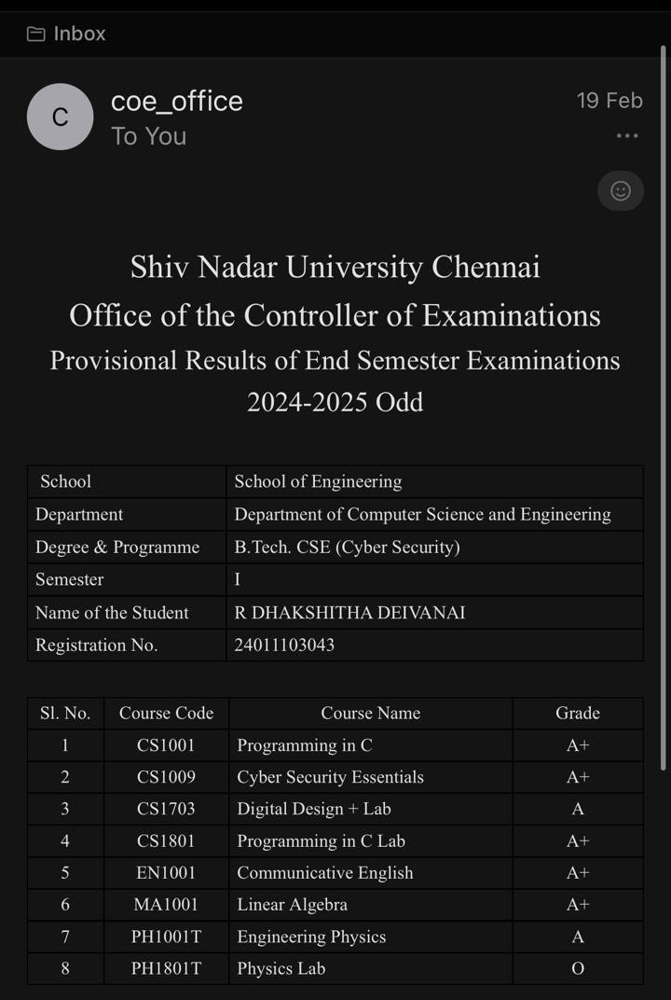 Inbox
C
coe_office
19 Feb
To You
Shiv Nadar University Chennai
Office of the Controller of Examinations
Provisional Results of End Semester Examinations
2024-2025 Odd
School School of Engineering
Department Department of Computer Science and Engineering
Degree & Programme B.Tech. CSE (Cyber Security)
Semester I
Name of the Student R DHAKSHITHA DEIVANAI
Registration No. 24011103043
Sl. No. Course Code Course Name Grade
1 CS1001 Programming in C A+
2 CS1009 Cyber Security Essentials A+
3 CS1703 Digital Design + Lab A
4 CS1801 Programming in C Lab A+
5 EN1001 Communicative English A+
6 MA1001 Linear Algebra A+
7 PH1001T Engineering Physics A
8 PH1801T Physics Lab O